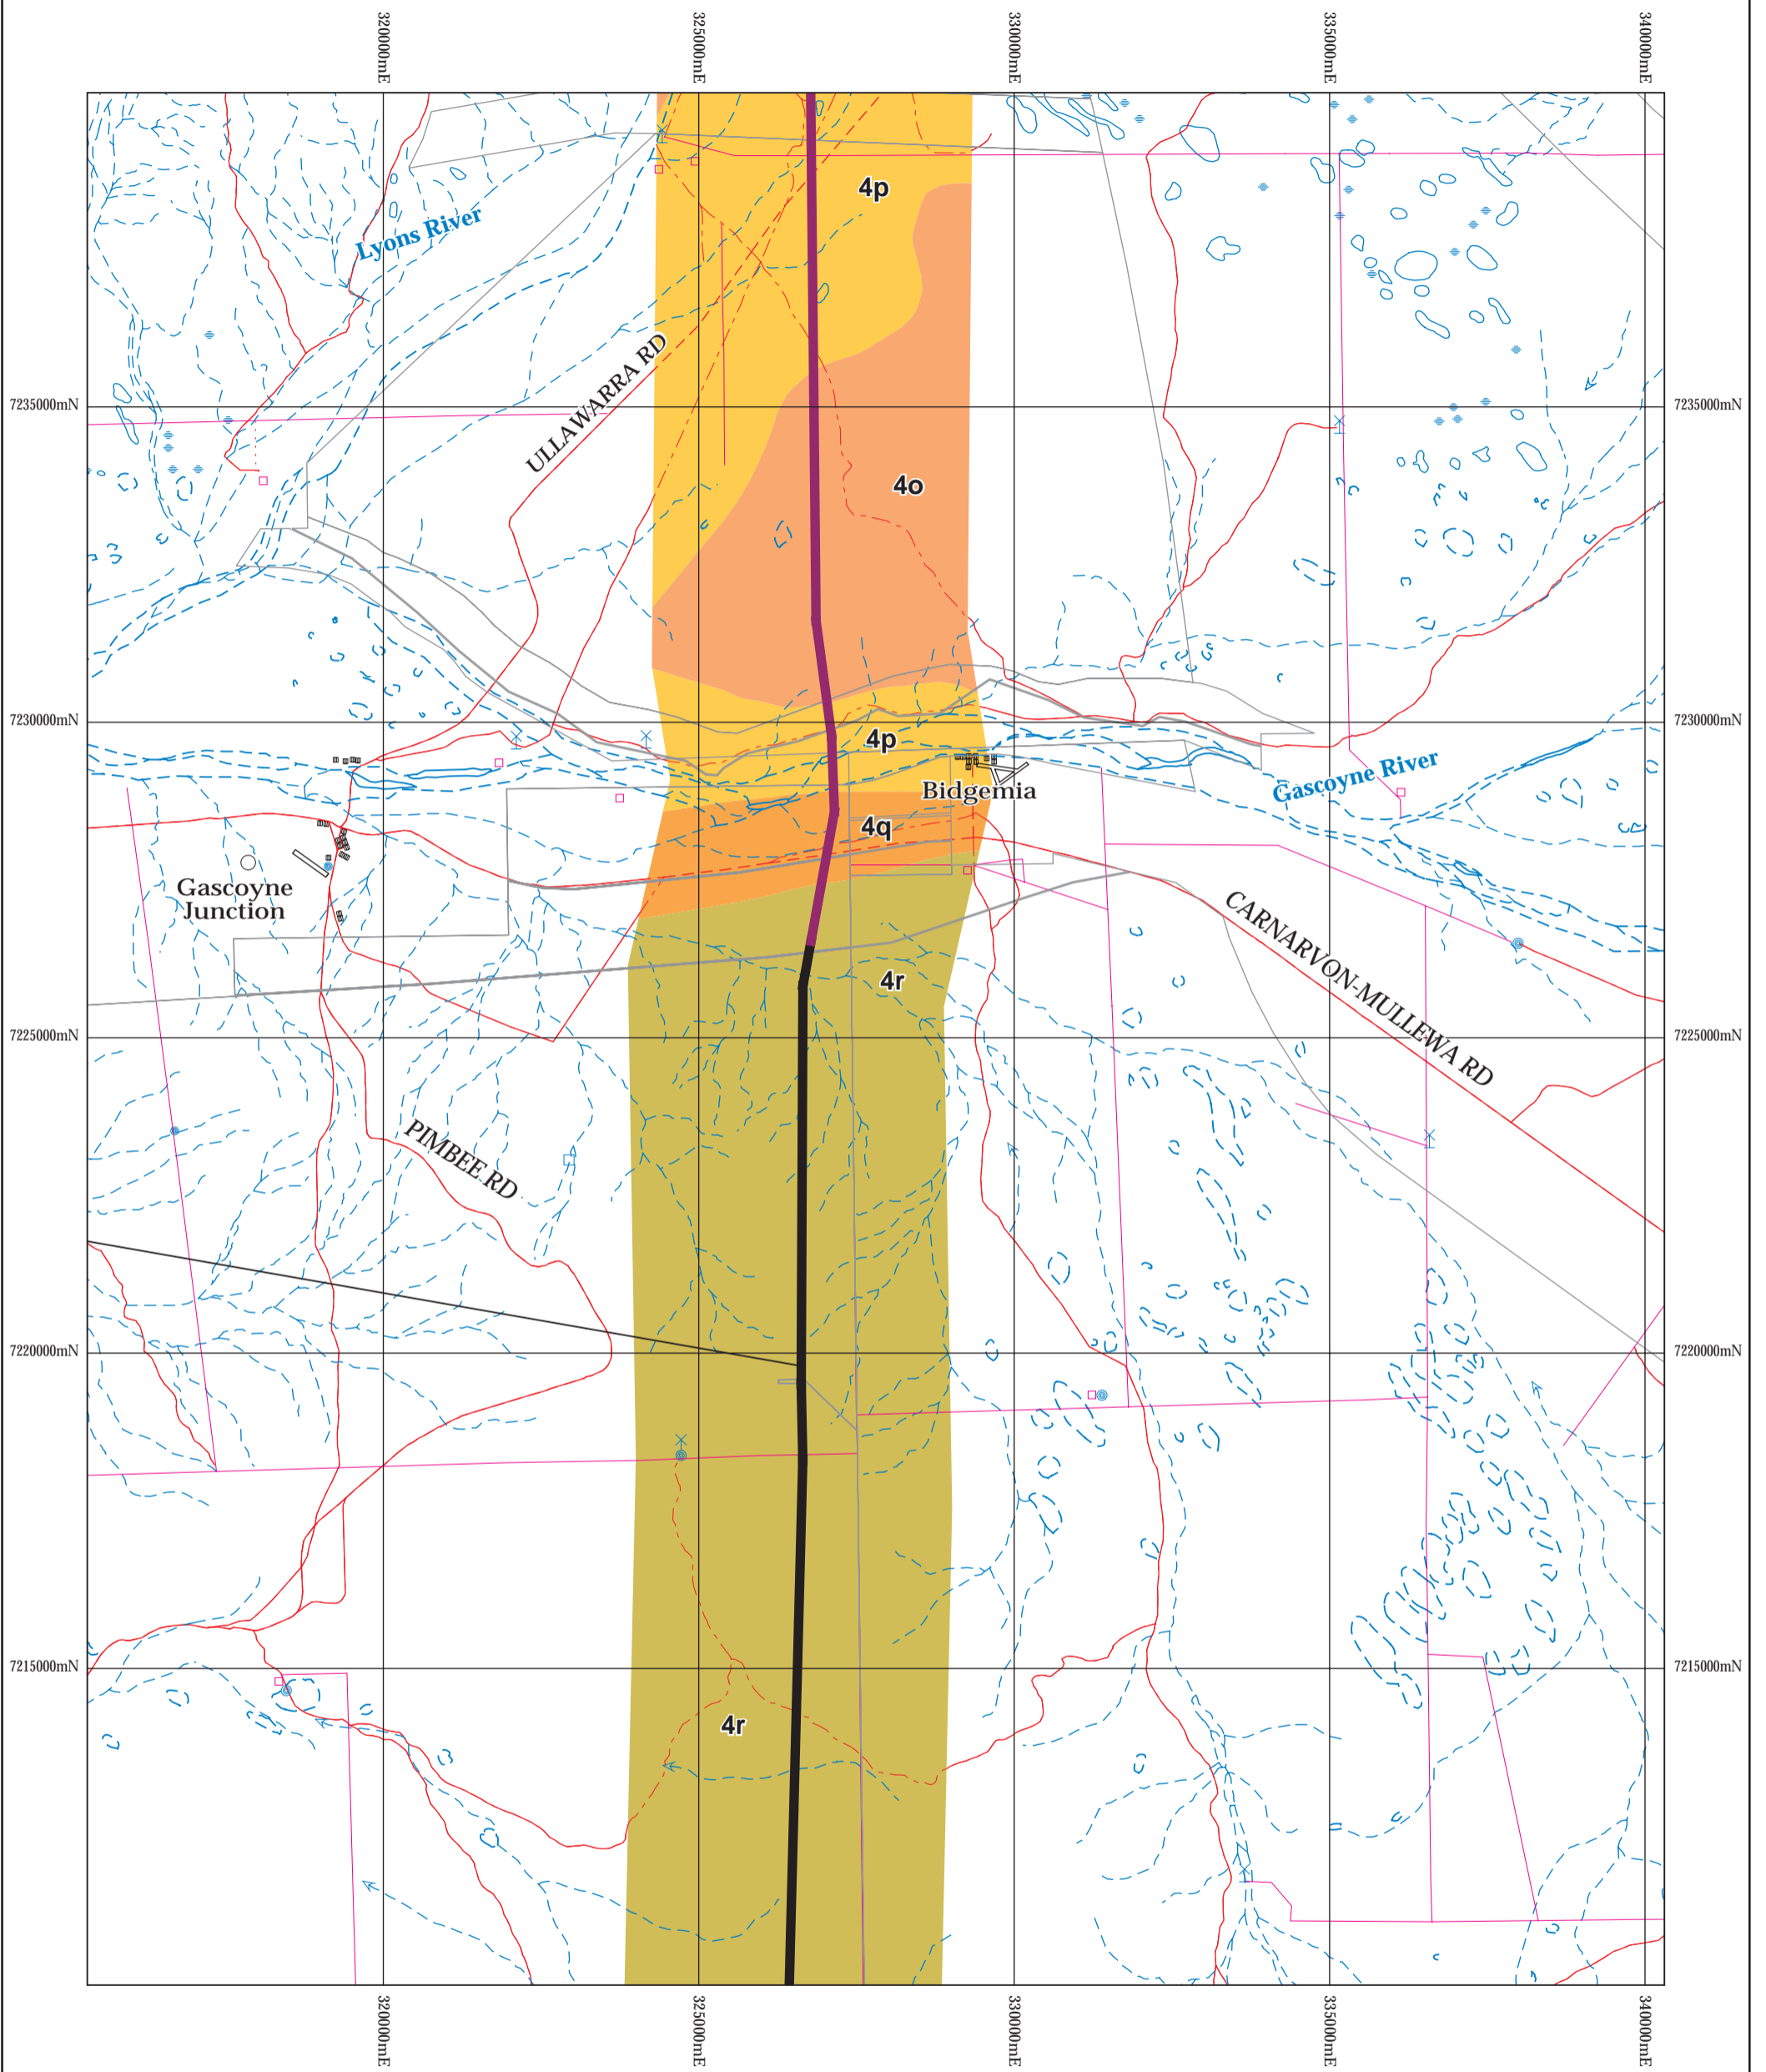 320000mE
325000mE
330000mE
335000mE
340000mE
4p
Lyons River
ULLAWARRA RD
7235000mN
7235000mN
4o
7230000mN
7230000mN
4p
Gascoyne River
Bidgemia
4q
Gascoyne
Junction
CARNARVON-MULLEWA RD
4r
7225000mN
7225000mN
PIMBEE RD
7220000mN
7220000mN
7215000mN
7215000mN
4r
320000mE
325000mE
330000mE
335000mE
340000mE